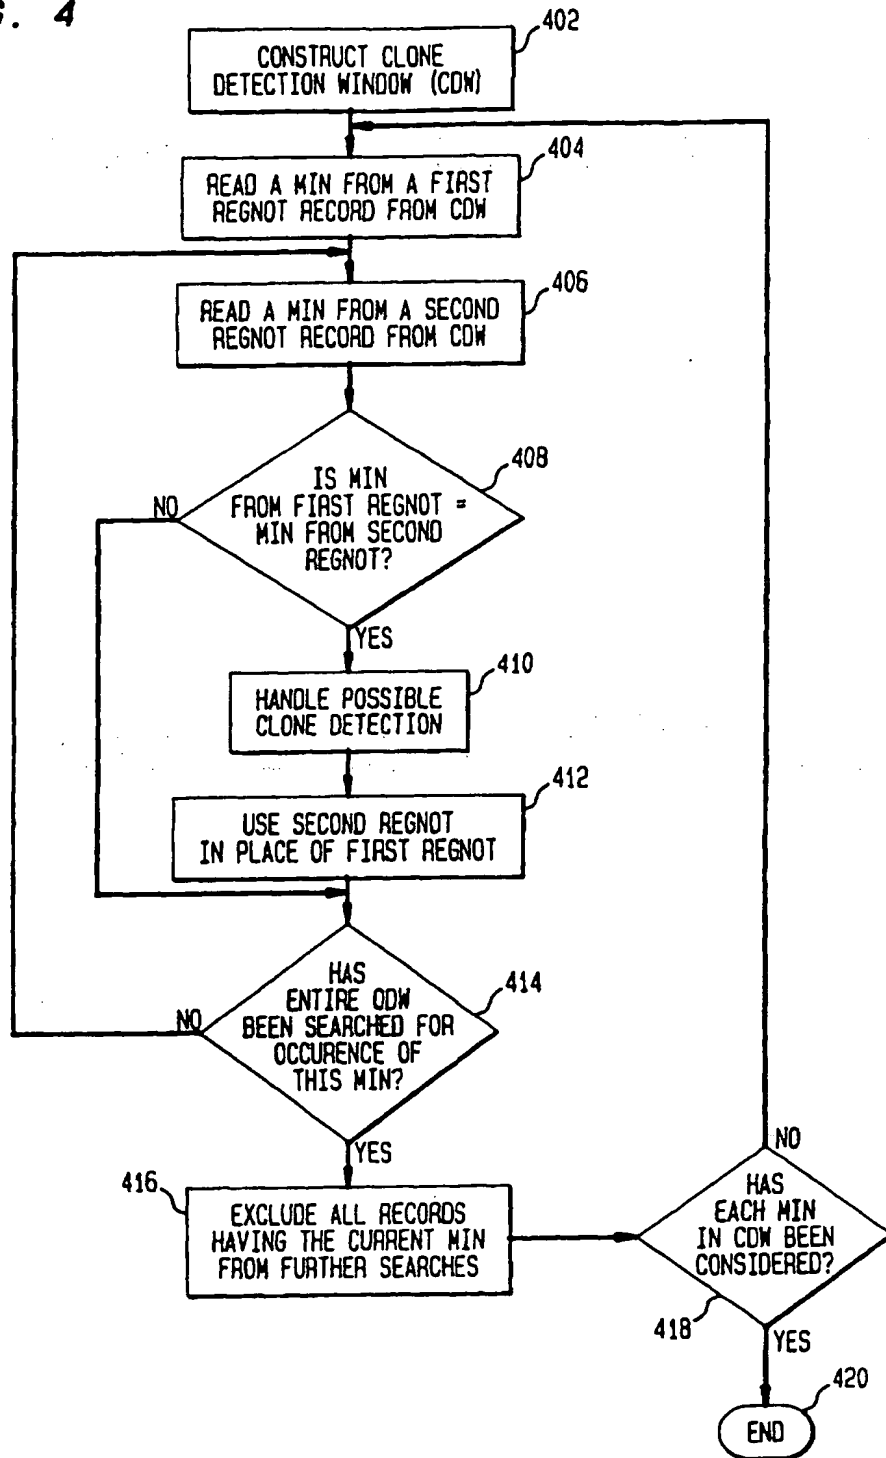 G. 4
402
CONSTRUCT CLONE
DETECTION WINDOW (CDW)
404
READ A MIN FROM A FIRST
REGNOT RECORD FROM CDW
406
READ A MIN FROM A SECOND
REGNOT RECORD FROM CDW
408
IS MIN
FROM FIRST REGNOT =
MIN FROM SECOND
REGNOT?
NO
YES
410
HANDLE POSSIBLE
CLONE DETECTION
412
USE SECOND REGNOT
IN PLACE OF FIRST REGNOT
414
HAS
ENTIRE ODW
BEEN SEARCHED FOR
OCCURENCE OF
THIS MIN?
NO
YES
416
EXCLUDE ALL RECORDS
HAVING THE CURRENT MIN
FROM FURTHER SEARCHES
NO
HAS
EACH MIN
IN CDW BEEN
CONSIDERED?
418
YES
420
END